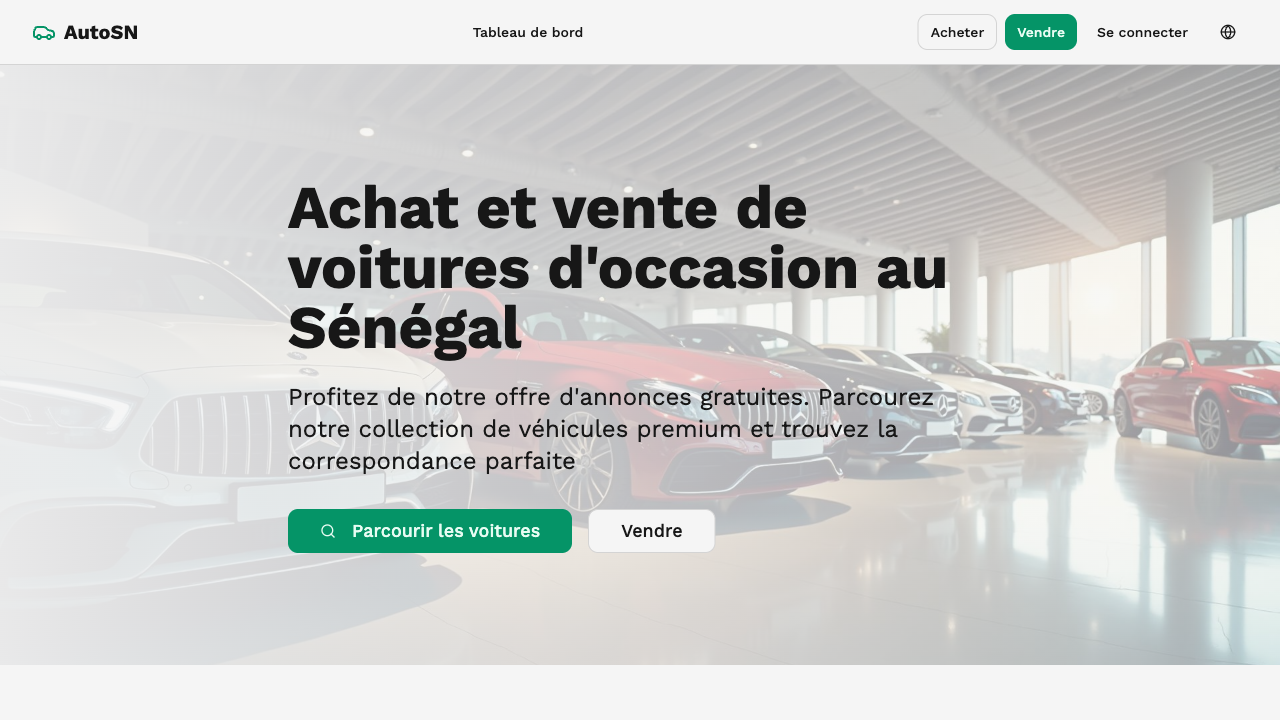 AutoSN
Tableau de bord
Acheter
Vendre
Se connecter
Achat et vente de
voitures d'occasion au
Sénégal
Profitez de notre offre d'annonces gratuites. Parcourez
notre collection de véhicules premium et trouvez la
correspondance parfaite
Parcourir les voitures
Vendre